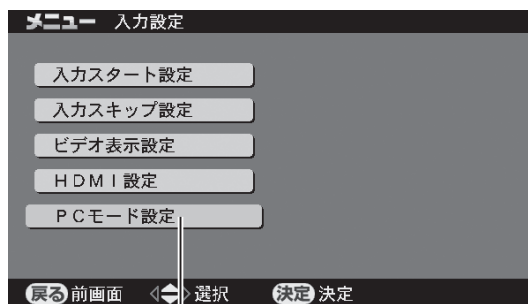 メニュー 入力設定
入力スタート設定
入力スキップ設定
ビデオ表示設定
ＨＤＭＩ設定
ＰＣモード設定
戻る 前画面 選択 決定 決定